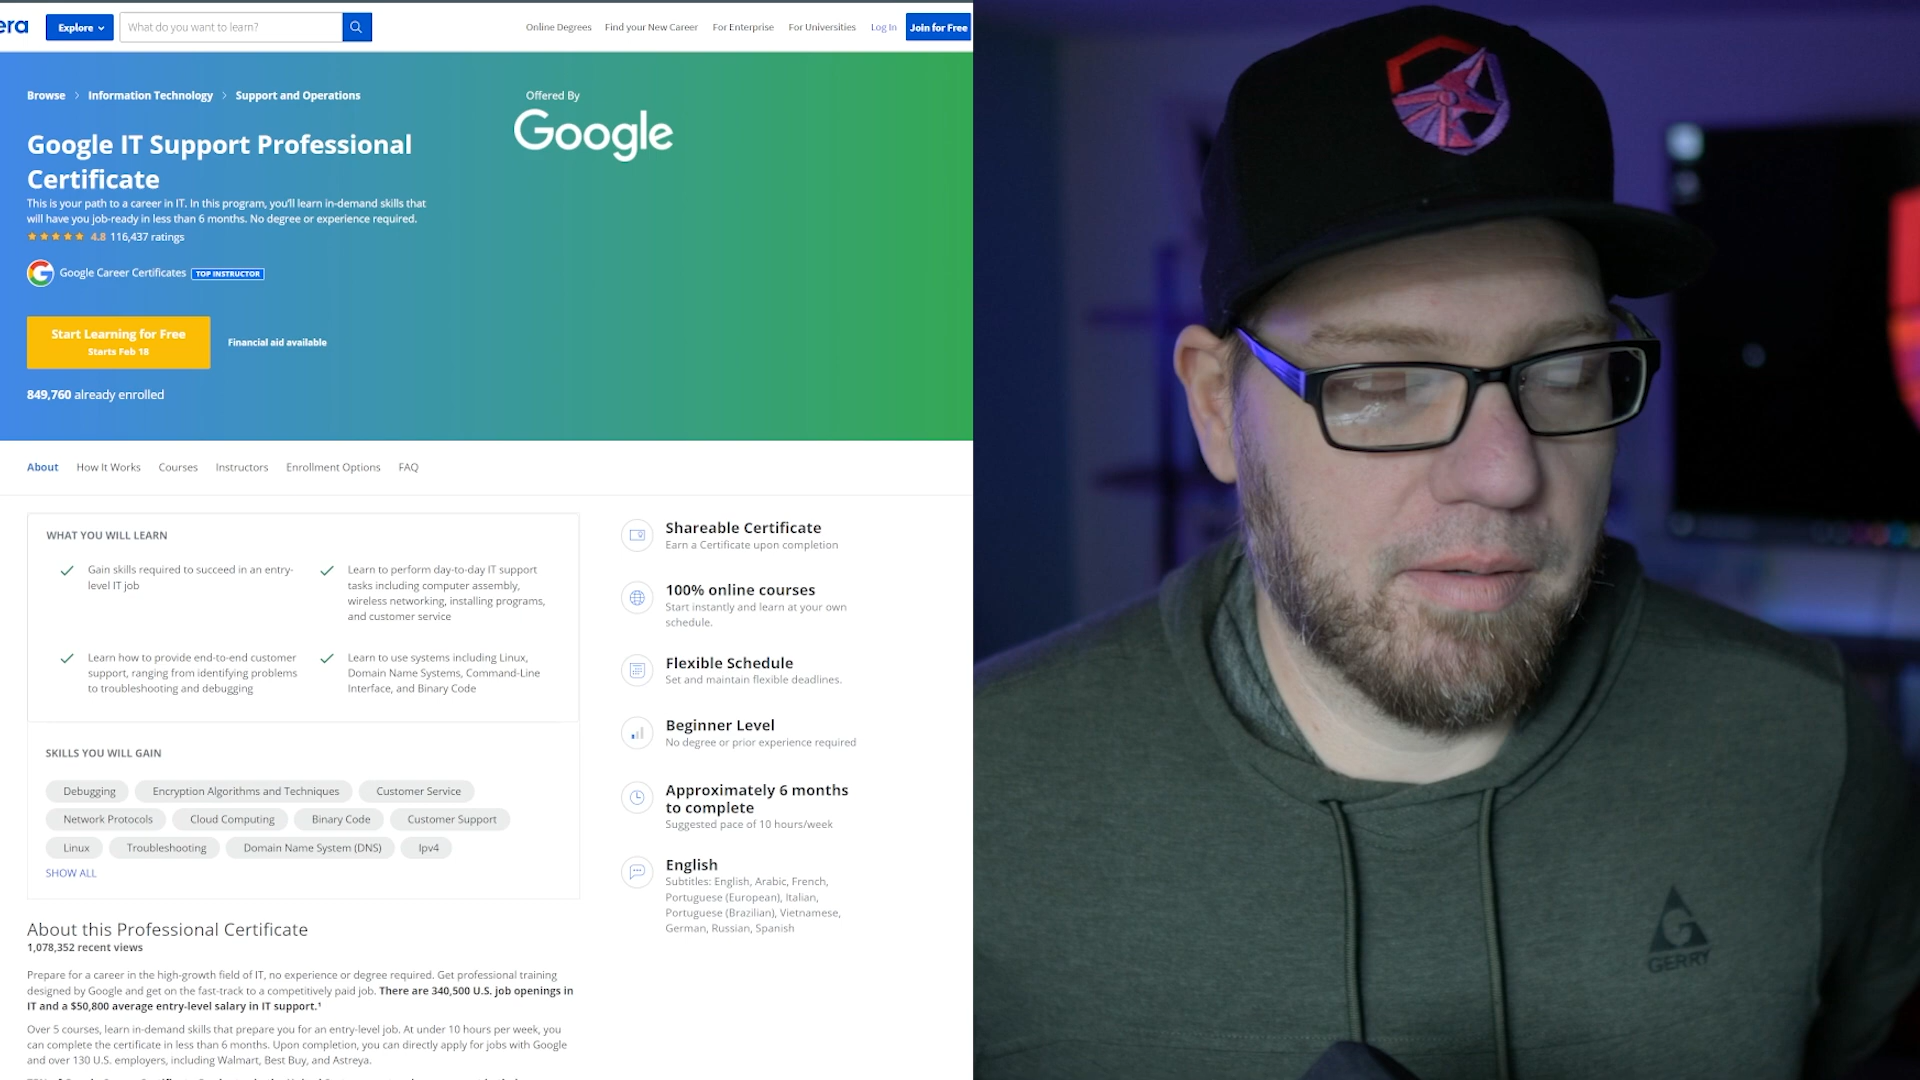 era
Explore
What do you want to learn?
Online Degrees
Find your New Career
For Enterprise
For Universities
Log In
Join for Free
Browse > Information Technology > Support and Operations
Google IT Support Professional
Certificate
This is your path to a career in IT. In this program, you'll learn in-demand skills that
will have you job-ready in less than 6 months. No degree or experience required.
4.8 116,437 ratings
Google Career Certificates TOP INSTRUCTOR
Start Learning for Free
Starts Feb 18
Financial aid available
849,760 already enrolled
Offered By
Google
About
How It Works
Courses
Instructors
Enrollment Options
FAQ
WHAT YOU WILL LEARN
Gain skills required to succeed in an entry-
level IT job
Learn to perform day-to-day IT support
tasks including computer assembly,
wireless networking, installing programs,
and customer service
Learn how to provide end-to-end customer
support, ranging from identifying problems
to troubleshooting and debugging
Learn to use systems including Linux,
Domain Name Systems, Command-Line
Interface, and Binary Code
SKILLS YOU WILL GAIN
Debugging
Encryption Algorithms and Techniques
Customer Service
Network Protocols
Cloud Computing
Binary Code
Customer Support
Linux
Troubleshooting
Domain Name System (DNS)
Ipv4
SHOW ALL
Shareable Certificate
Earn a Certificate upon completion
100% online courses
Start instantly and learn at your own
schedule.
Flexible Schedule
Set and maintain flexible deadlines.
Beginner Level
No degree or prior experience required
Approximately 6 months
to complete
Suggested pace of 10 hours/week
English
Subtitles: English, Arabic, French,
Portuguese (European), Italian,
Portuguese (Brazilian), Vietnamese,
German, Russian, Spanish
About this Professional Certificate
1,078,352 recent views
Prepare for a career in the high-growth field of IT, no experience or degree required. Get professional training
designed by Google and get on the fast-track to a competitively paid job. There are 340,500 U.S. job openings in
IT and a $50,800 average entry-level salary in IT support.¹
Over 5 courses, learn in-demand skills that prepare you for an entry-level job. At under 10 hours per week, you
can complete the certificate in less than 6 months. Upon completion, you can directly apply for jobs with Google
and over 130 U.S. employers, including Walmart, Best Buy, and Astreya.
G
GERRY